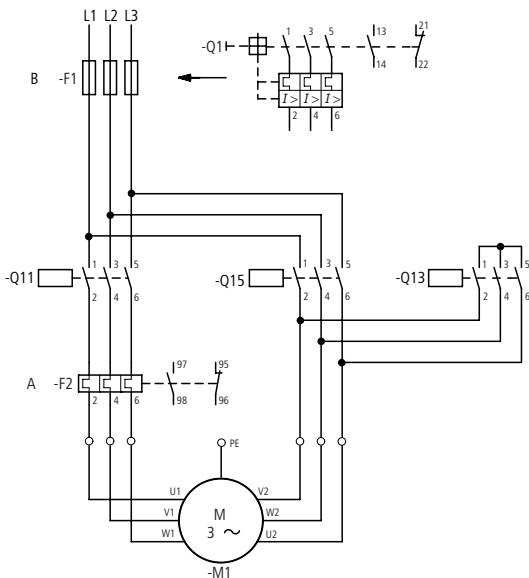 L1 L2 L3
-Q1 1 3 5 13 21
14 22
I> I> I>
2 4 6
B -F1
-Q11 1 3 5
2 4 6
-Q15 1 3 5
2 4 6
-Q13 1 3 5
2 4 6
A -F2 97 95
2 4 6 98 96
PE
U1 V2
V1 W2
W1 U2
M
3 ~
-M1